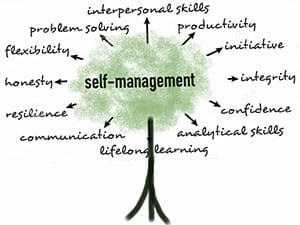 interpersonal skills
problem solving
productivity
flexibility
initiative
honesty
self-management
integrity
resilience
confidence
communication
analytical skills
lifelong learning